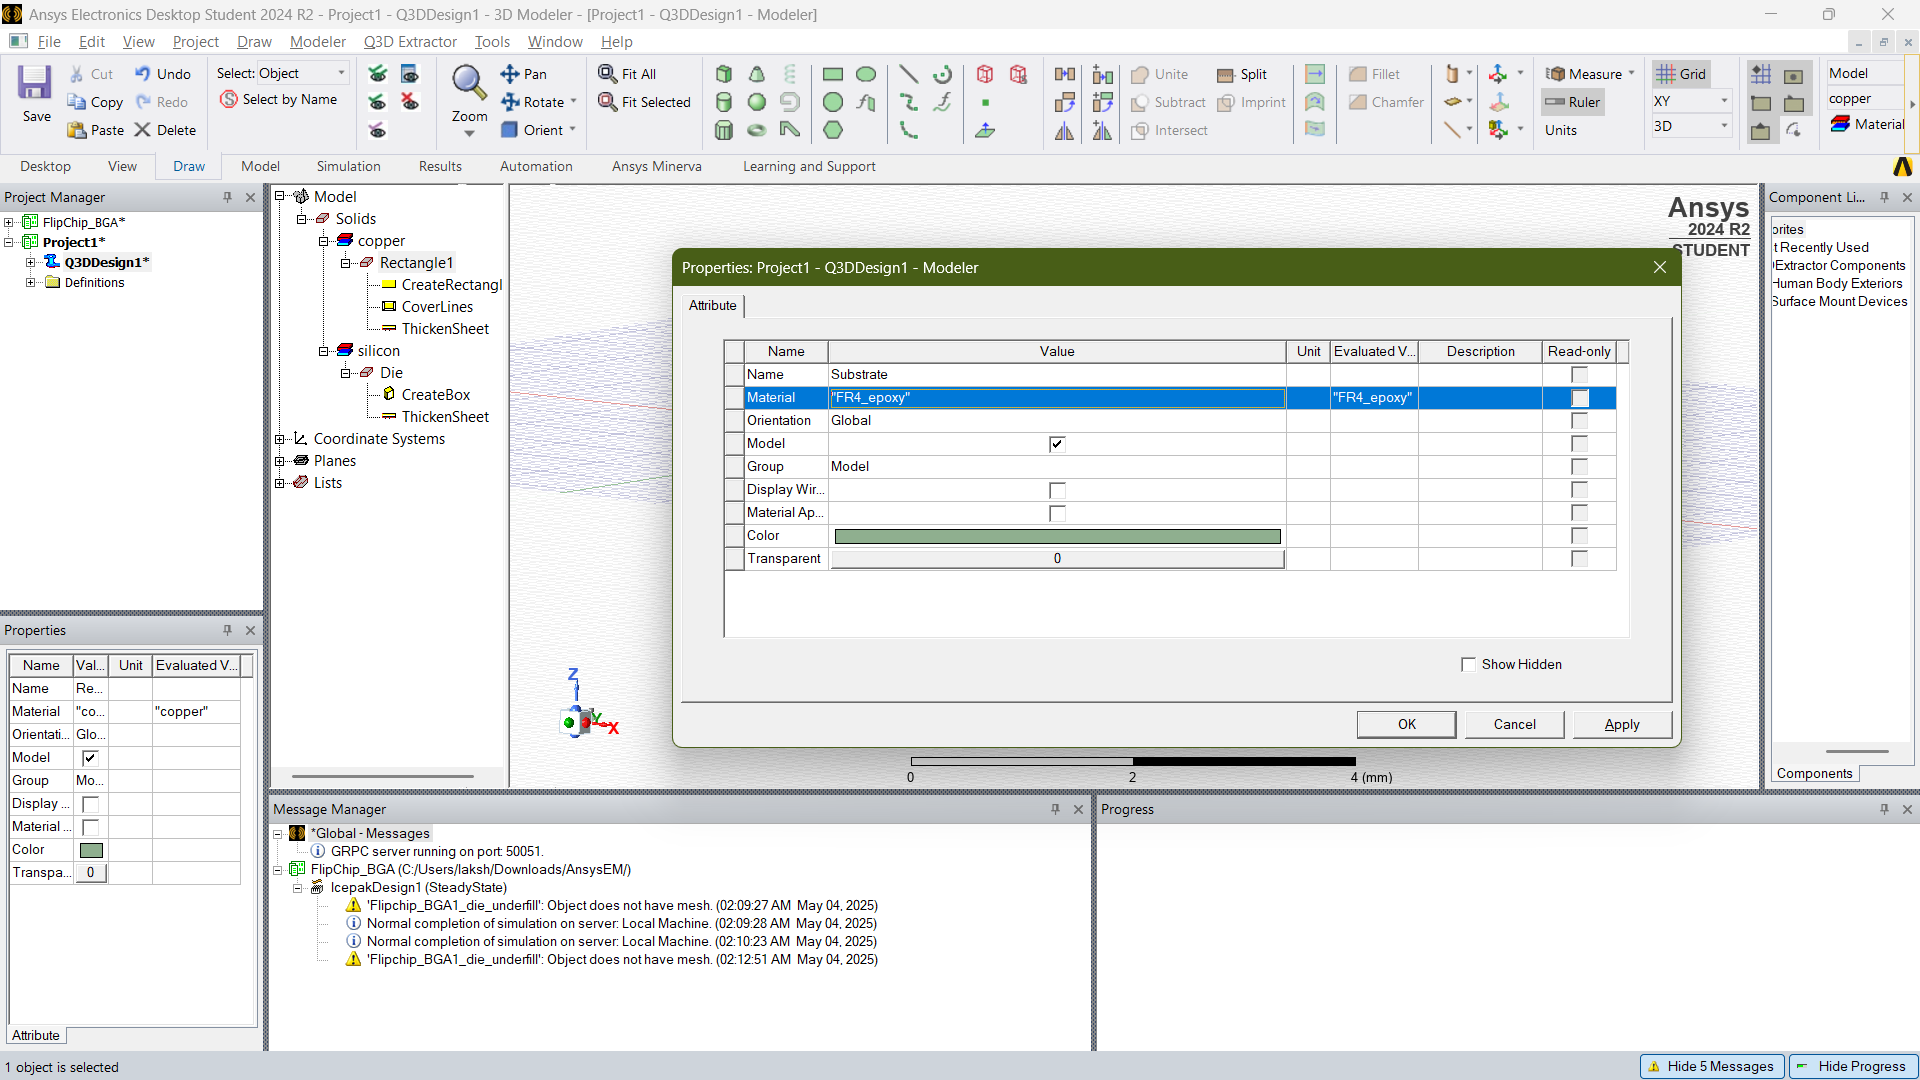 Ansys Electronics Desktop Student 2024 R2 - Project1 - Q3DDesign1 - 3D Modeler - [Project1 - Q3DDesign1 - Modeler]
File Edit View Project Draw Modeler Q3D Extractor Tools Window Help
Save
Cut
Copy
Paste
Undo
Redo
Delete
Select: Object
Select by Name
Zoom
Pan
Rotate
Orient
Fit All
Fit Selected
Unite
Subtract
Intersect
Split
Imprint
Fillet
Chamfer
Measure
Ruler
Units
Grid
XY
3D
Model
copper
Material
Desktop View Draw Model Simulation Results Automation Ansys Minerva Learning and Support
Project Manager
FlipChip_BGA*
Project1*
Q3DDesign1*
Definitions
Model
Solids
copper
Rectangle1
CreateRectangl
CoverLines
ThickenSheet
silicon
Die
CreateBox
ThickenSheet
Coordinate Systems
Planes
Lists
Ansys
2024 R2
STUDENT
Z
Y
X
0 2 4 (mm)
Properties: Project1 - Q3DDesign1 - Modeler
Attribute
Name Value Unit Evaluated V... Description Read-only
Name Substrate
Material "FR4_epoxy" "FR4_epoxy"
Orientation Global
Model
Group Model
Display Wir...
Material Ap...
Color
Transparent 0
Show Hidden
OK Cancel Apply
Component Li...
orites
t Recently Used
Extractor Components
Human Body Exteriors
Surface Mount Devices
Components
Properties
Name Val... Unit Evaluated V...
Name Re...
Material "co... "copper"
Orientati... Glo...
Model
Group Mo...
Display ...
Material ...
Color
Transpa... 0
Attribute
Message Manager
*Global - Messages
GRPC server running on port: 50051.
FlipChip_BGA (C:/Users/laksh/Downloads/AnsysEM/)
IcepakDesign1 (SteadyState)
'Flipchip_BGA1_die_underfill': Object does not have mesh. (02:09:27 AM May 04, 2025)
Normal completion of simulation on server: Local Machine. (02:09:28 AM May 04, 2025)
Normal completion of simulation on server: Local Machine. (02:10:23 AM May 04, 2025)
'Flipchip_BGA1_die_underfill': Object does not have mesh. (02:12:51 AM May 04, 2025)
Progress
1 object is selected
Hide 5 Messages
Hide Progress